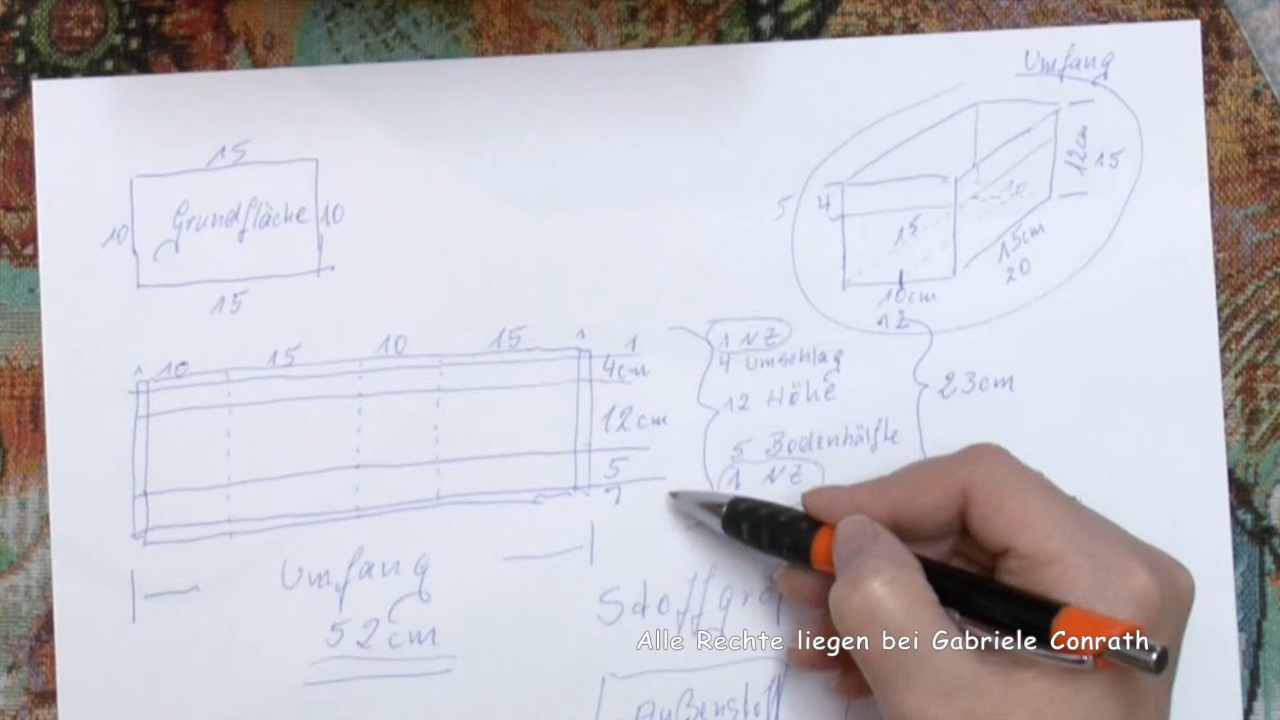 Umfang
15
10 Grundfläche 10
15
5 4 12cm 15
10
15
15cm
20
10cm
12
1 10 15 10 15 1 1
4cm
12cm
5
1 NZ
4 Umschlag
12 Höhe
5 Bodenhälfte
1 NZ
23cm
Umfang
52cm
Alle Rechte liegen bei Gabriele Conrath
Außenstoff